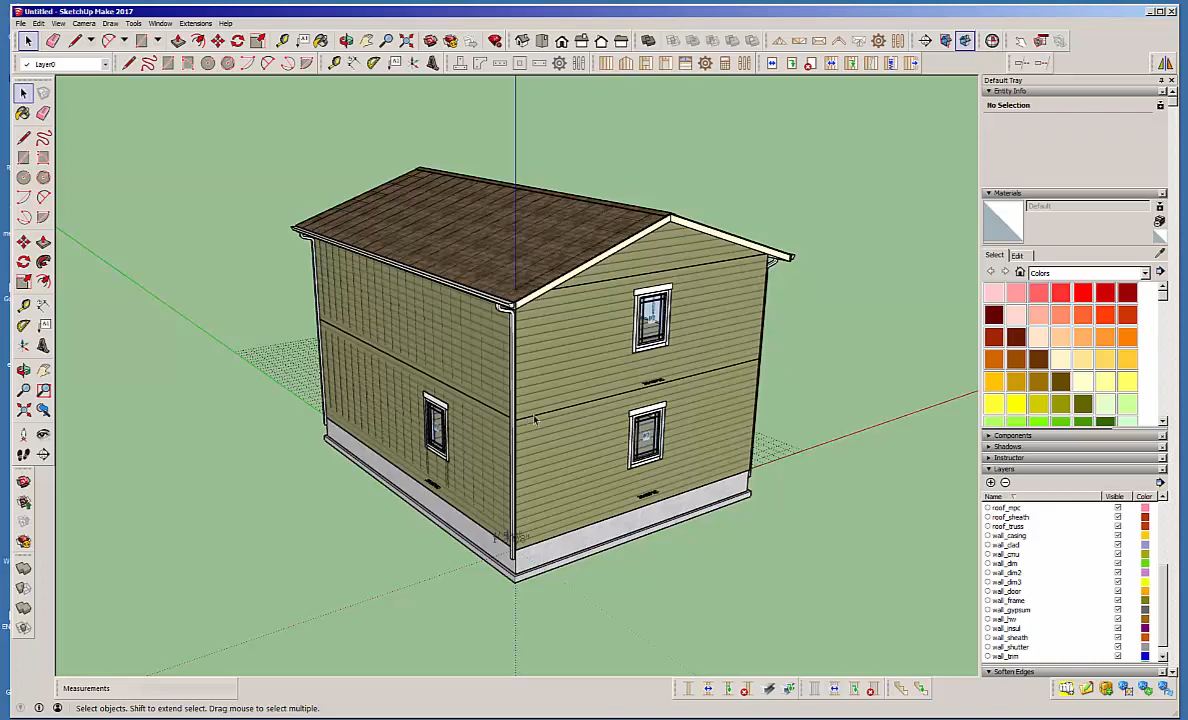 Untitled - SketchUp Make 2017
File Edit View Camera Draw Tools Window Extensions Help
Layer0
Default Tray
Entity Info
No Selection
Materials
Default
Select Edit
Colors
Components
Shadows
Instructor
Layers
Name Visible Color
roof_mpc
roof_sheath
roof_truss
wall_casing
wall_clad
wall_cmu
wall_dim
wall_dim2
wall_dim3
wall_door
wall_frame
wall_gypsum
wall_hw
wall_insul
wall_sheath
wall_shutter
wall_trim
Soften Edges
Measurements
Select objects. Shift to extend select. Drag mouse to select multiple.